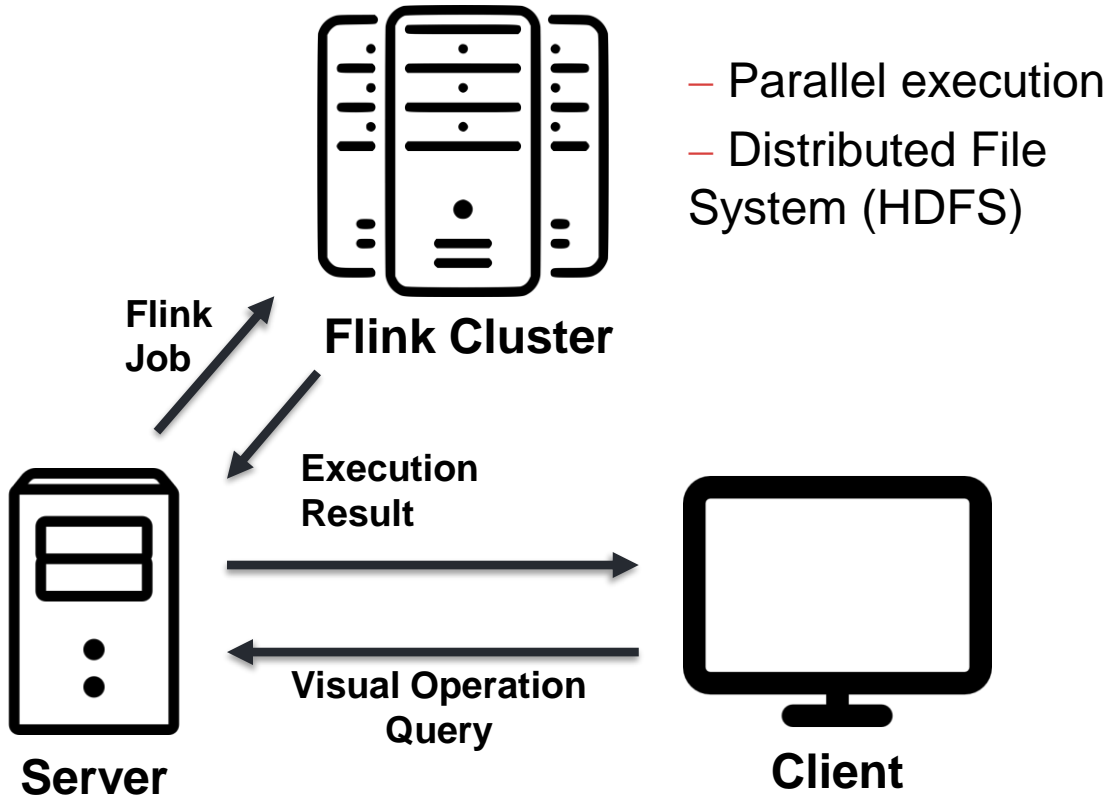 – Parallel execution
– Distributed File
System (HDFS)
Flink
Job
Flink Cluster
Execution
Result
Visual Operation
Query
Server
Client